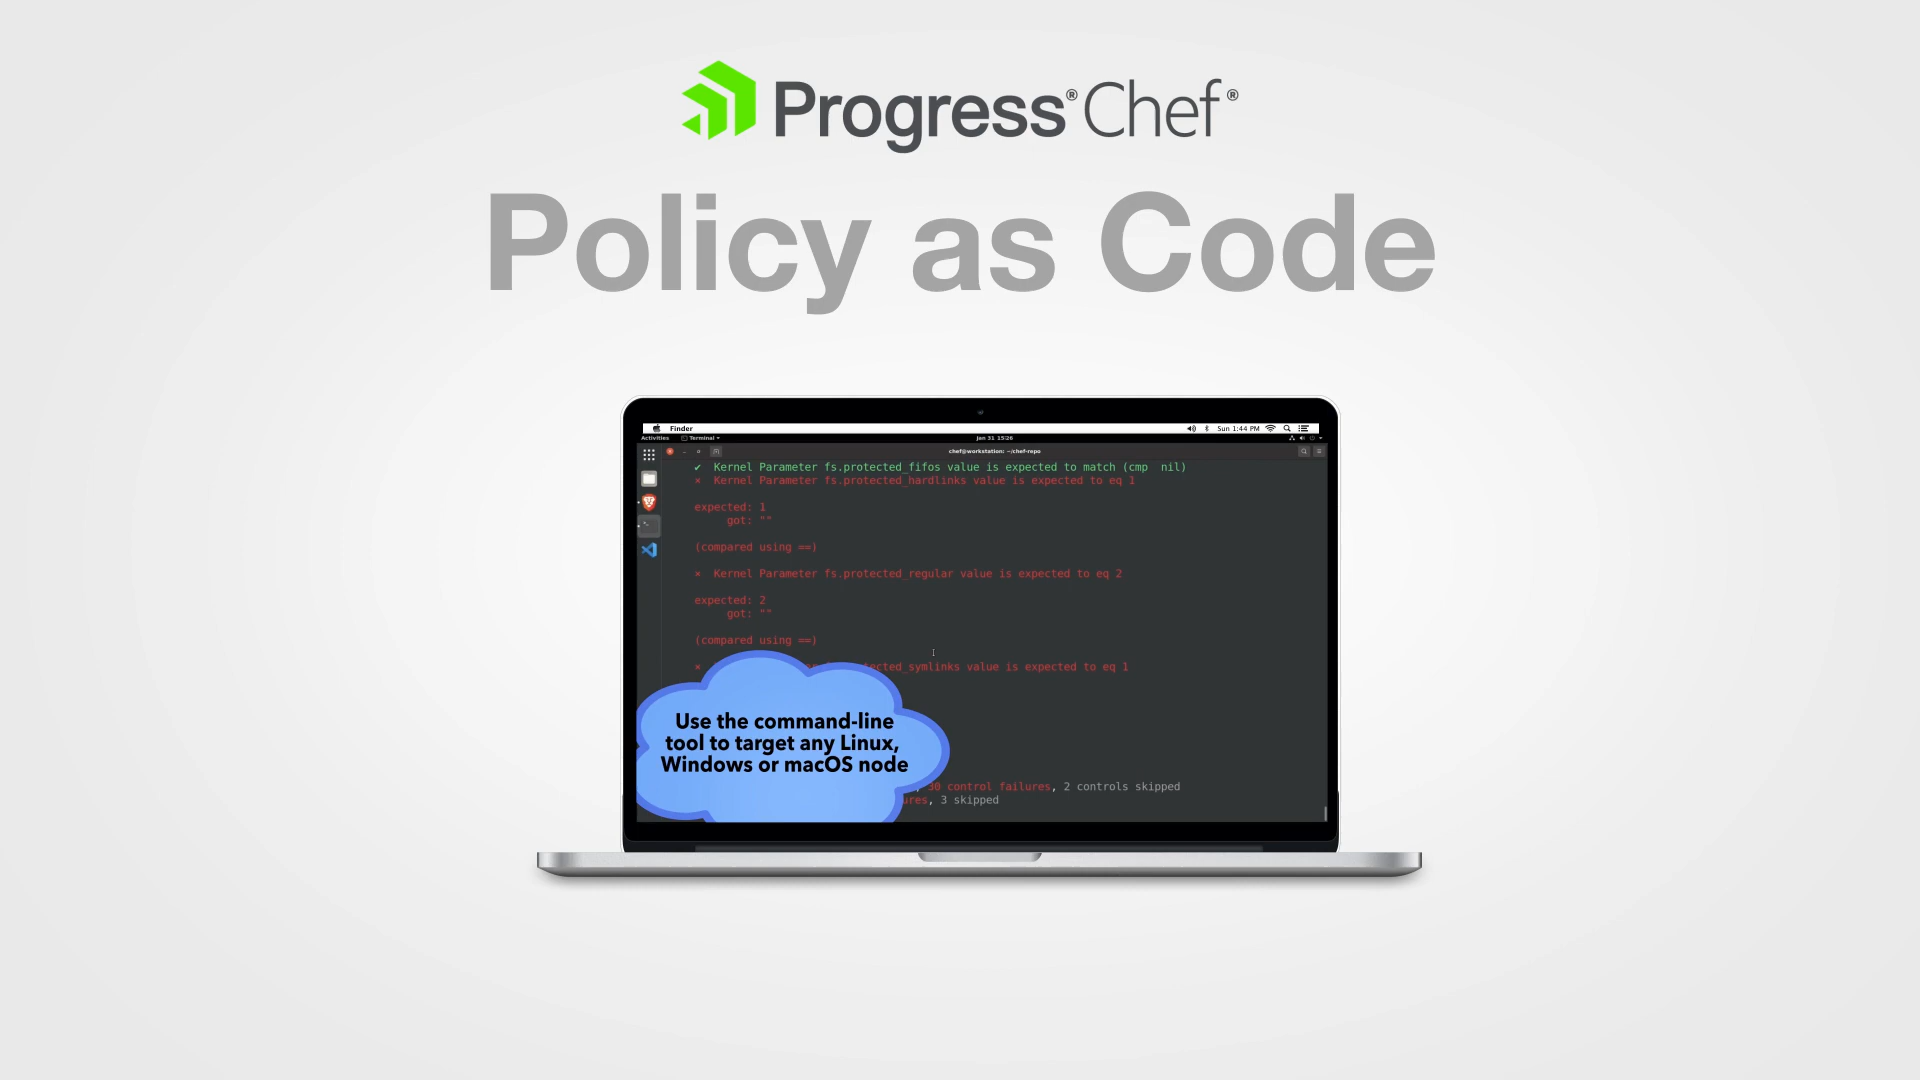 Progress® Chef®
Policy as Code
Finder
Sun 1:44 PM
Activities
Terminal
Jan 31 15:26
chef@workstation: ~/chef-repo
✔ Kernel Parameter fs.protected_fifos value is expected to match (cmp nil)
× Kernel Parameter fs.protected_hardlinks value is expected to eq 1
expected: 1
got: ""
(compared using ==)
× Kernel Parameter fs.protected_regular value is expected to eq 2
expected: 2
got: ""
(compared using ==)
× value is expected to eq 1
Use the command-line
tool to target any Linux,
Windows or macOS node
, 30 control failures, 2 controls skipped
, 3 skipped